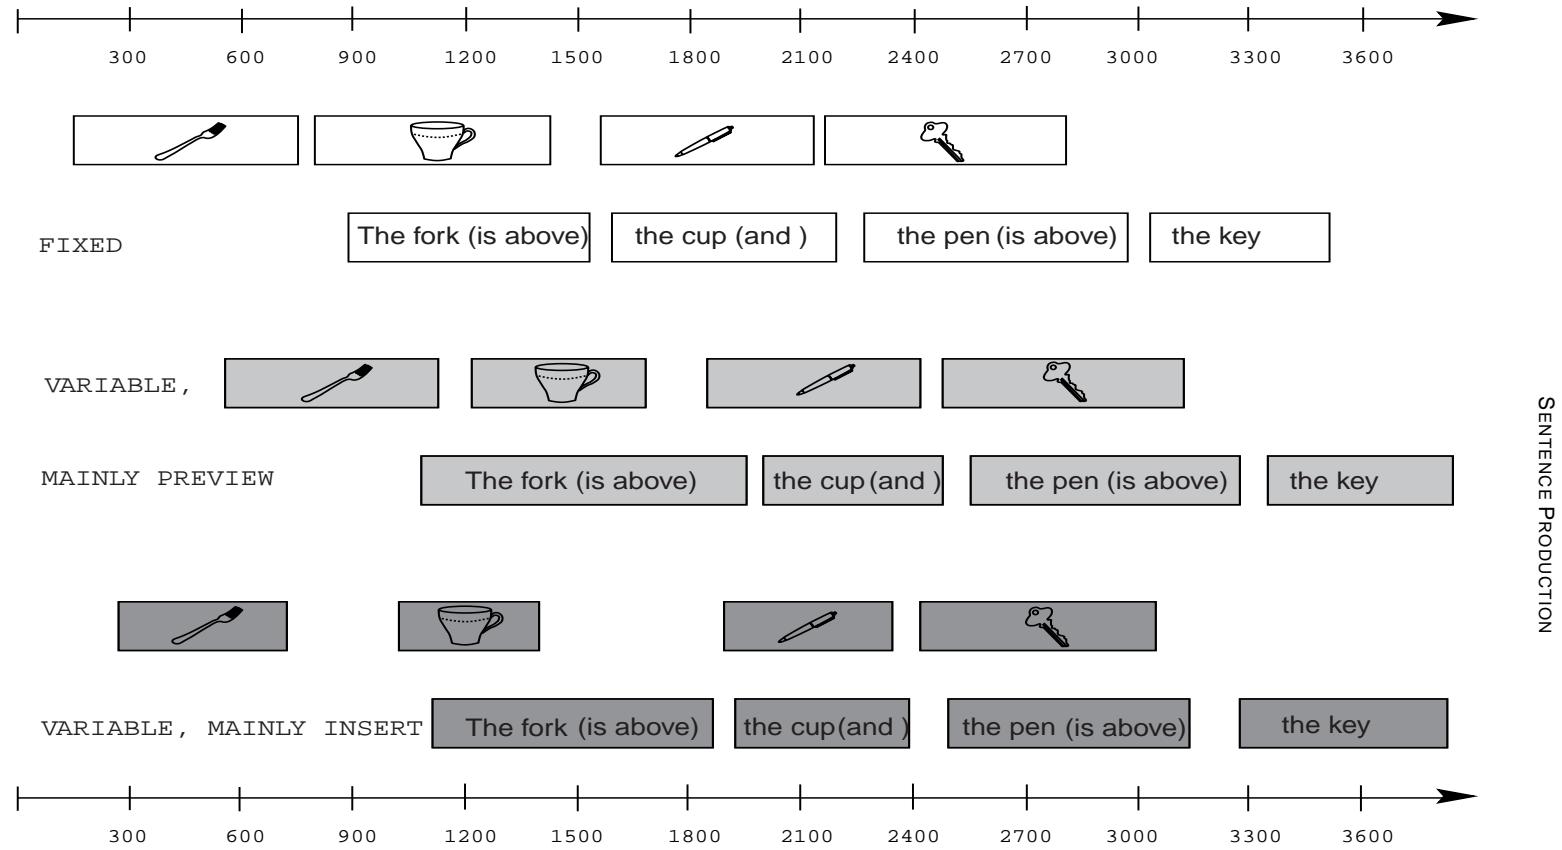 300 600 900 1200 1500 1800 2100 2400 2700 3000 3300 3600
FIXED
The fork (is above) the cup (and ) the pen (is above) the key
VARIABLE,
MAINLY PREVIEW
The fork (is above) the cup (and ) the pen (is above) the key
VARIABLE, MAINLY INSERT
The fork (is above) the cup (and ) the pen (is above) the key
300 600 900 1200 1500 1800 2100 2400 2700 3000 3300 3600
SENTENCE PRODUCTION